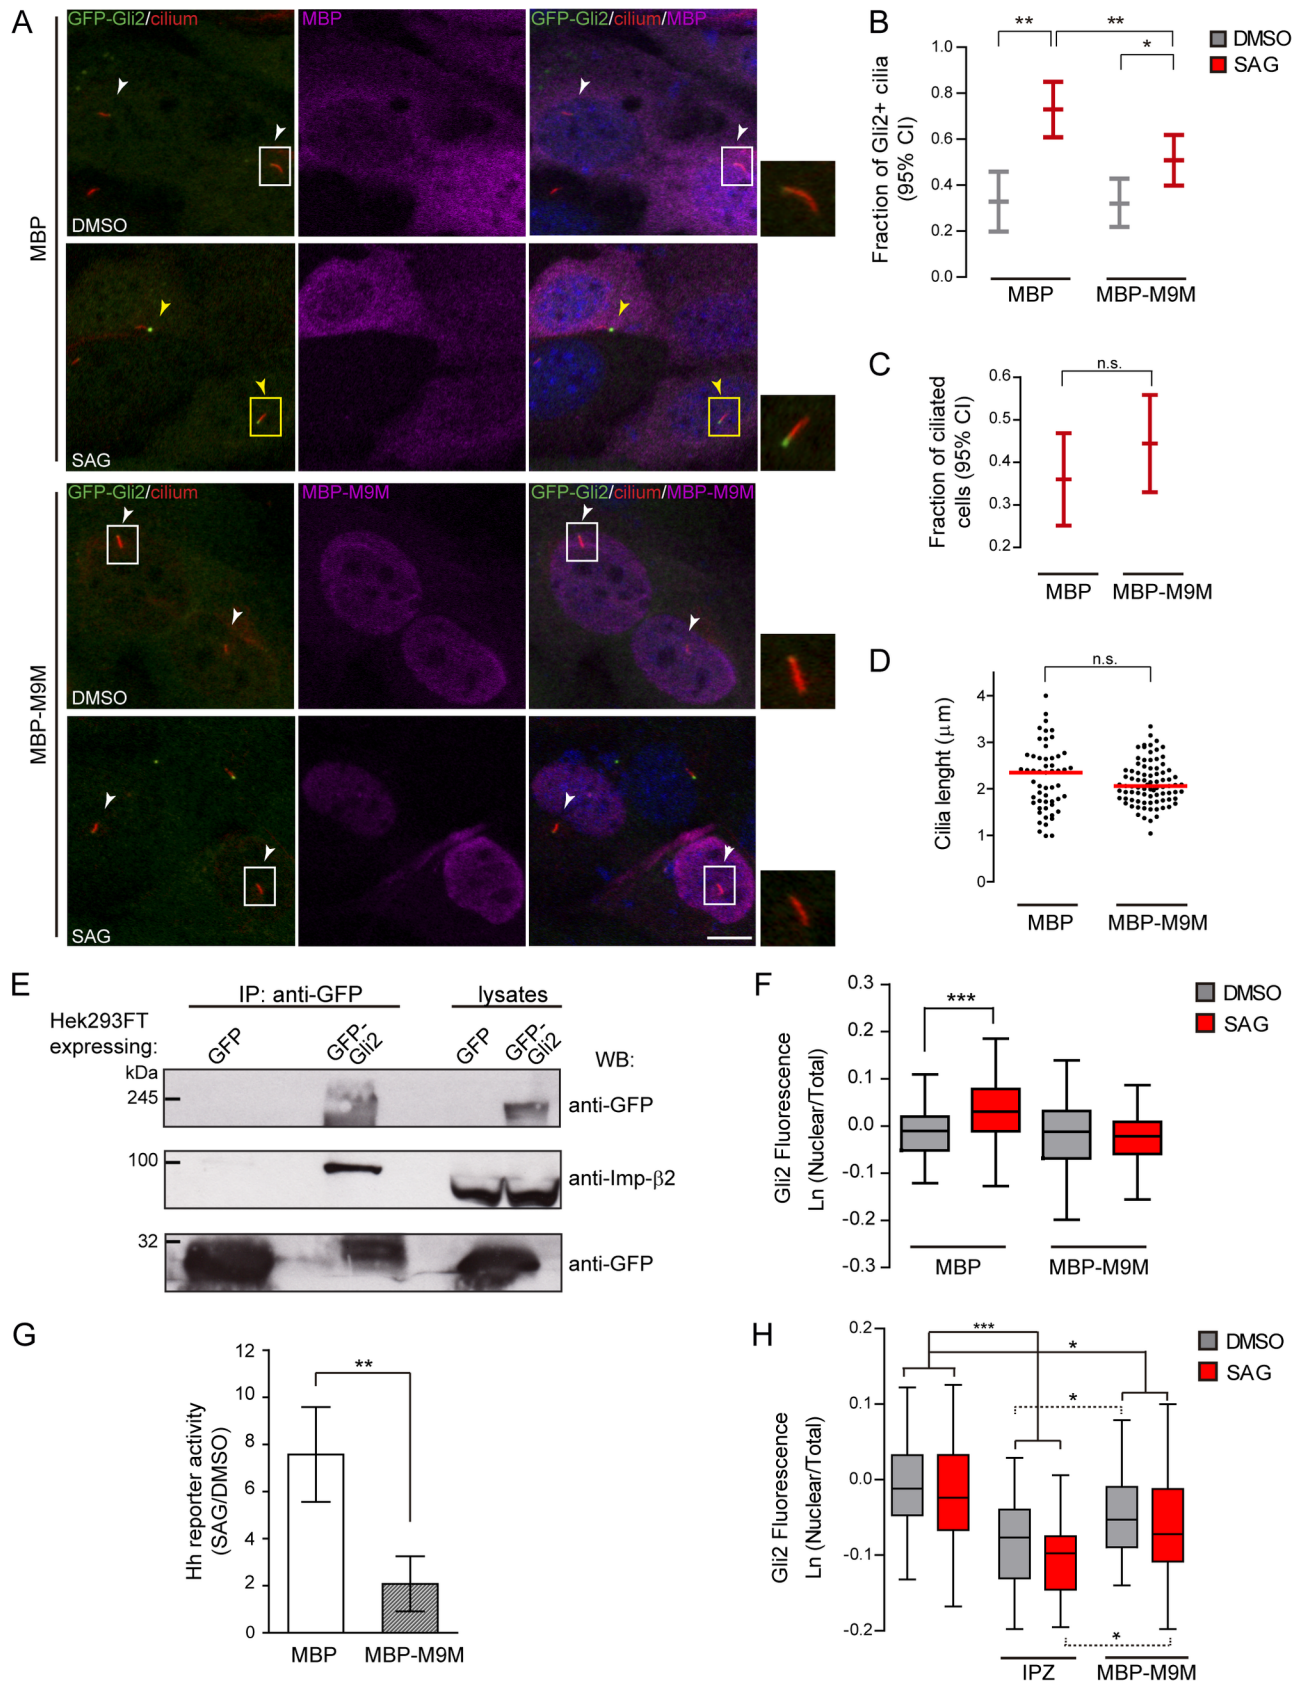 A
GFP-Gli2/cilium
MBP
GFP-Gli2/cilium/MBP
MBP
DMSO
SAG
GFP-Gli2/cilium
MBP-M9M
GFP-Gli2/cilium/MBP-M9M
MBP-M9M
DMSO
SAG
B
** **
*
DMSO
SAG
Fraction of Gli2+ cilia
(95% CI)
1.0
0.8
0.6
0.4
0.2
0.0
MBP MBP-M9M
C
n.s.
Fraction of ciliated
cells (95% CI)
0.6
0.5
0.4
0.3
0.2
MBP MBP-M9M
D
n.s.
Cilia lenght (μm)
4
3
2
1
0
MBP MBP-M9M
E
IP: anti-GFP lysates
Hek293FT
expressing:
GFP
GFP-
Gli2
GFP
GFP-
Gli2
WB:
kDa
245
anti-GFP
100
anti-Imp-β2
32
anti-GFP
F
***
DMSO
SAG
Gli2 Fluorescence
Ln (Nuclear/Total)
0.3
0.2
0.1
0.0
-0.1
-0.2
-0.3
MBP MBP-M9M
G
**
Hh reporter activity
(SAG/DMSO)
12
10
8
6
4
2
0
MBP MBP-M9M
H
***
*
*
*
DMSO
SAG
Gli2 Fluorescence
Ln (Nuclear/Total)
0.2
0.1
0.0
-0.1
-0.2
IPZ MBP-M9M